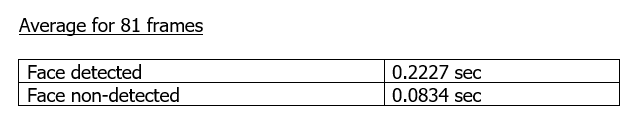 Average for 81 frames
Face detected 0.2227 sec
Face non-detected 0.0834 sec